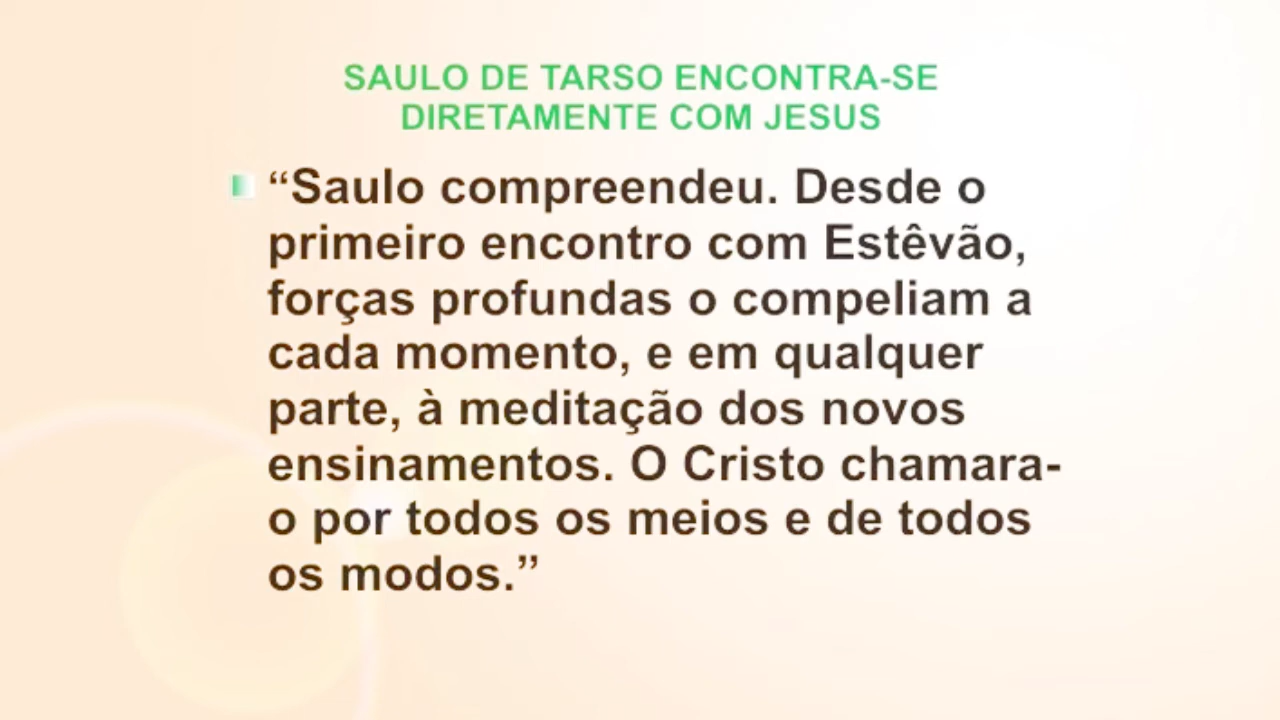 SAULO DE TARSO ENCONTRA-SE
DIRETAMENTE COM JESUS
“Saulo compreendeu. Desde o
primeiro encontro com Estêvão,
forças profundas o compeliam a
cada momento, e em qualquer
parte, à meditação dos novos
ensinamentos. O Cristo chamara-
o por todos os meios e de todos
os modos.”